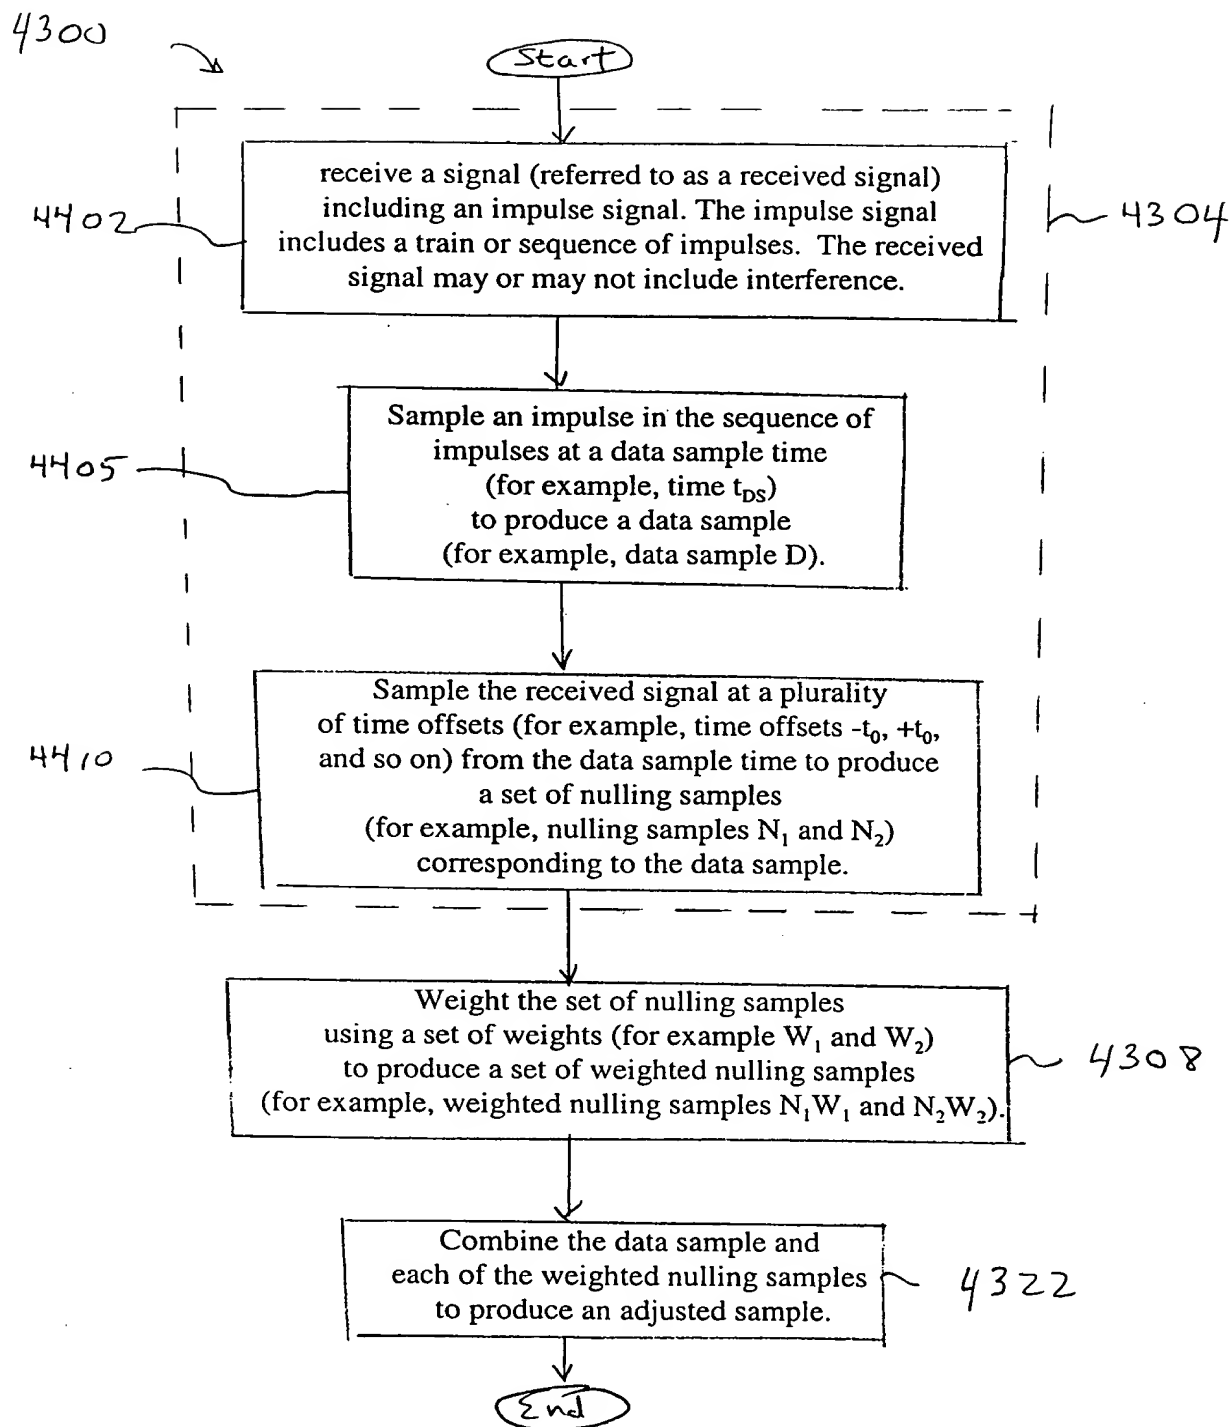 4300
Start
receive a signal (referred to as a received signal)
including an impulse signal. The impulse signal
includes a train or sequence of impulses. The received
signal may or may not include interference.
4402
4304
Sample an impulse in the sequence of
impulses at a data sample time
(for example, time t_DS)
to produce a data sample
(for example, data sample D).
4405
Sample the received signal at a plurality
of time offsets (for example, time offsets -t₀, +t₀,
and so on) from the data sample time to produce
a set of nulling samples
(for example, nulling samples N₁ and N₂)
corresponding to the data sample.
4410
Weight the set of nulling samples
using a set of weights (for example W₁ and W₂)
to produce a set of weighted nulling samples
(for example, weighted nulling samples N₁W₁ and N₂W₂).
4308
Combine the data sample and
each of the weighted nulling samples
to produce an adjusted sample.
4322
End